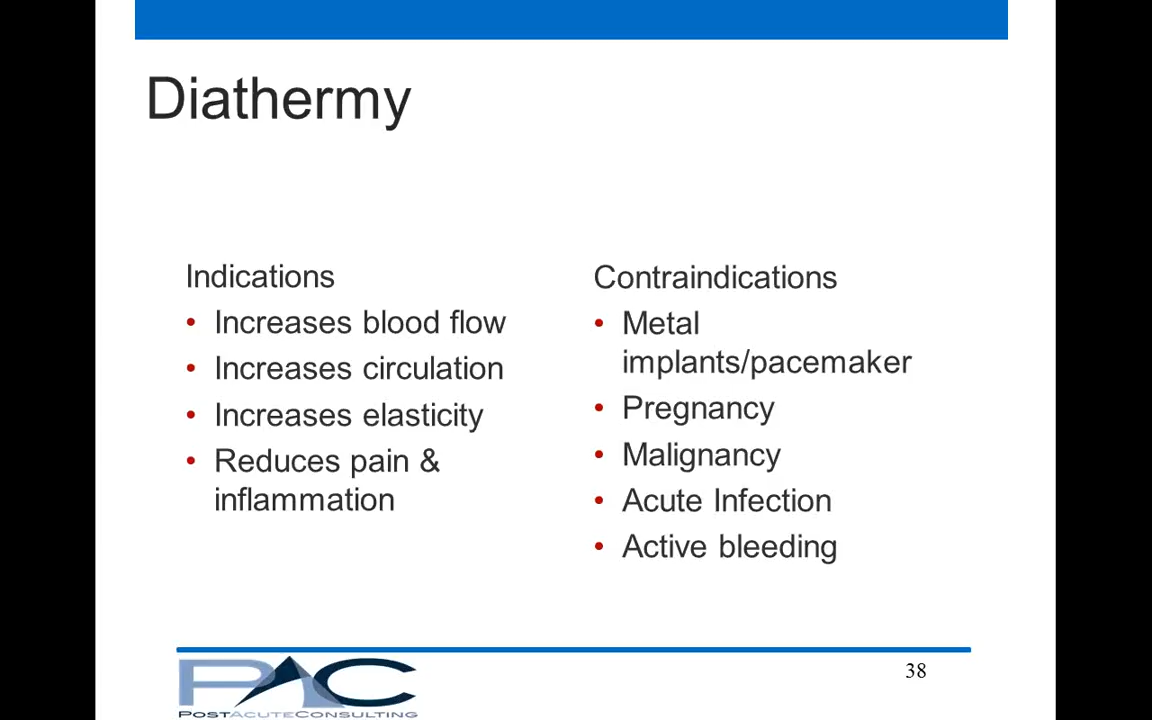 Diathermy
Indications
• Increases blood flow
• Increases circulation
• Increases elasticity
• Reduces pain &
inflammation
Contraindications
• Metal
implants/pacemaker
• Pregnancy
• Malignancy
• Acute Infection
• Active bleeding
PAC
POSTACUTECONSULTING
38